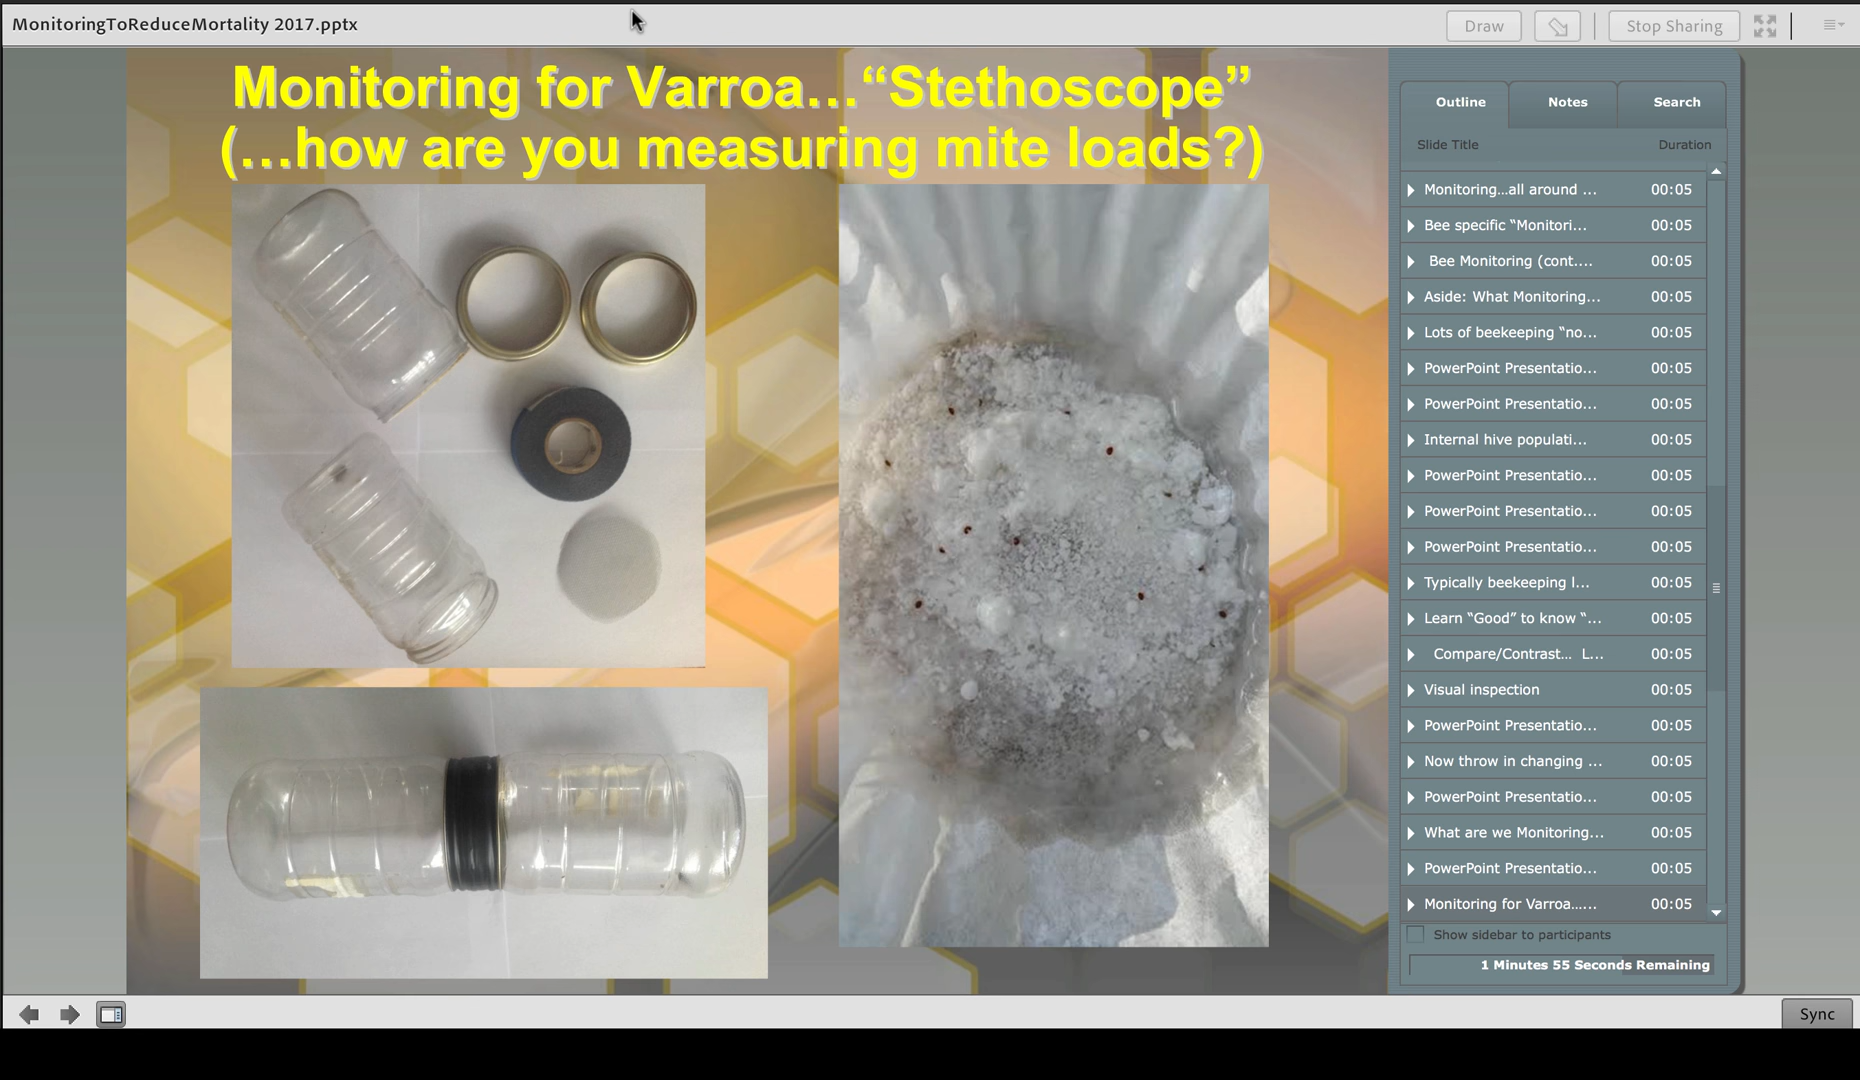 MonitoringToReduceMortality 2017.pptx
Draw
Stop Sharing
Monitoring for Varroa…“Stethoscope”
(…how are you measuring mite loads?)
Outline
Notes
Search
Slide Title
Duration
Monitoring...all around ... 00:05
Bee specific “Monitori... 00:05
Bee Monitoring (cont.... 00:05
Aside: What Monitoring... 00:05
Lots of beekeeping “no... 00:05
PowerPoint Presentatio... 00:05
PowerPoint Presentatio... 00:05
Internal hive populati... 00:05
PowerPoint Presentatio... 00:05
PowerPoint Presentatio... 00:05
PowerPoint Presentatio... 00:05
Typically beekeeping l... 00:05
Learn “Good” to know “... 00:05
Compare/Contrast... L... 00:05
Visual inspection 00:05
PowerPoint Presentatio... 00:05
Now throw in changing ... 00:05
PowerPoint Presentatio... 00:05
What are we Monitoring... 00:05
PowerPoint Presentatio... 00:05
Monitoring for Varroa...... 00:05
Show sidebar to participants
1 Minutes 55 Seconds Remaining
Sync